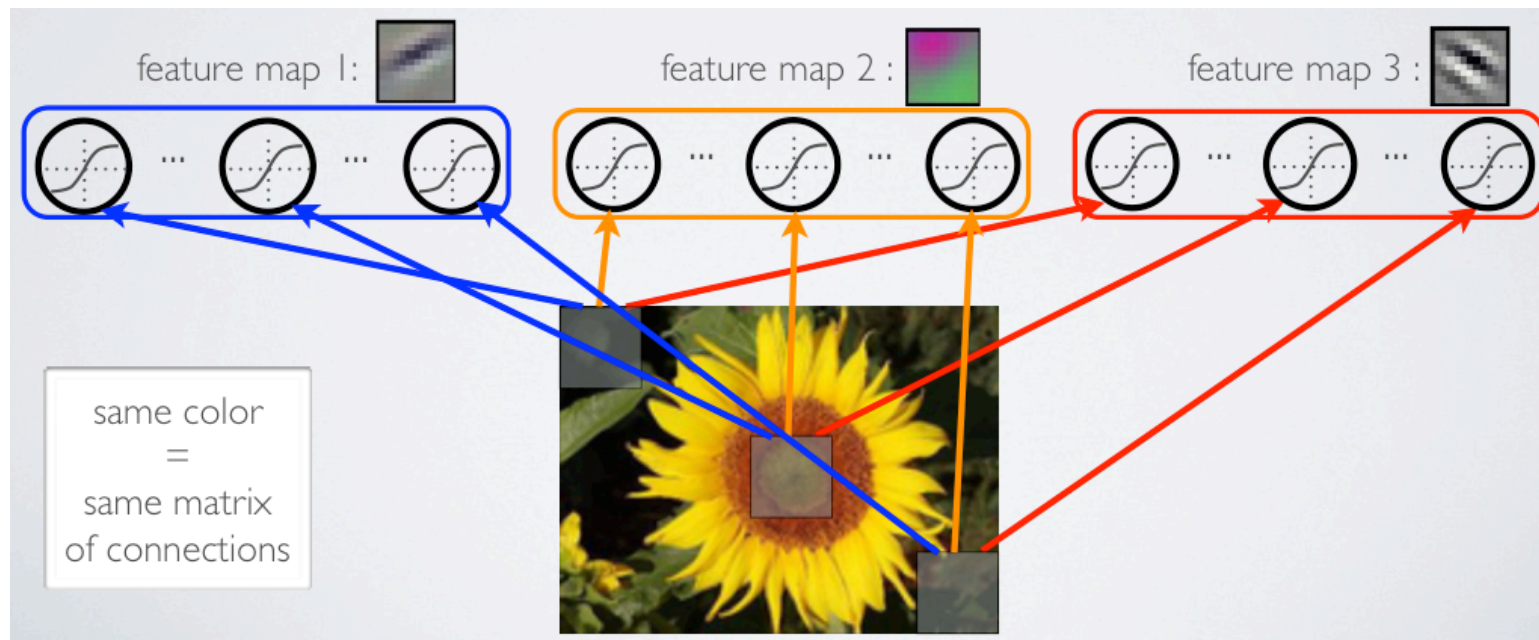 feature map 1:
feature map 2 :
feature map 3 :
... ...
... ...
... ...
same color
=
same matrix
of connections